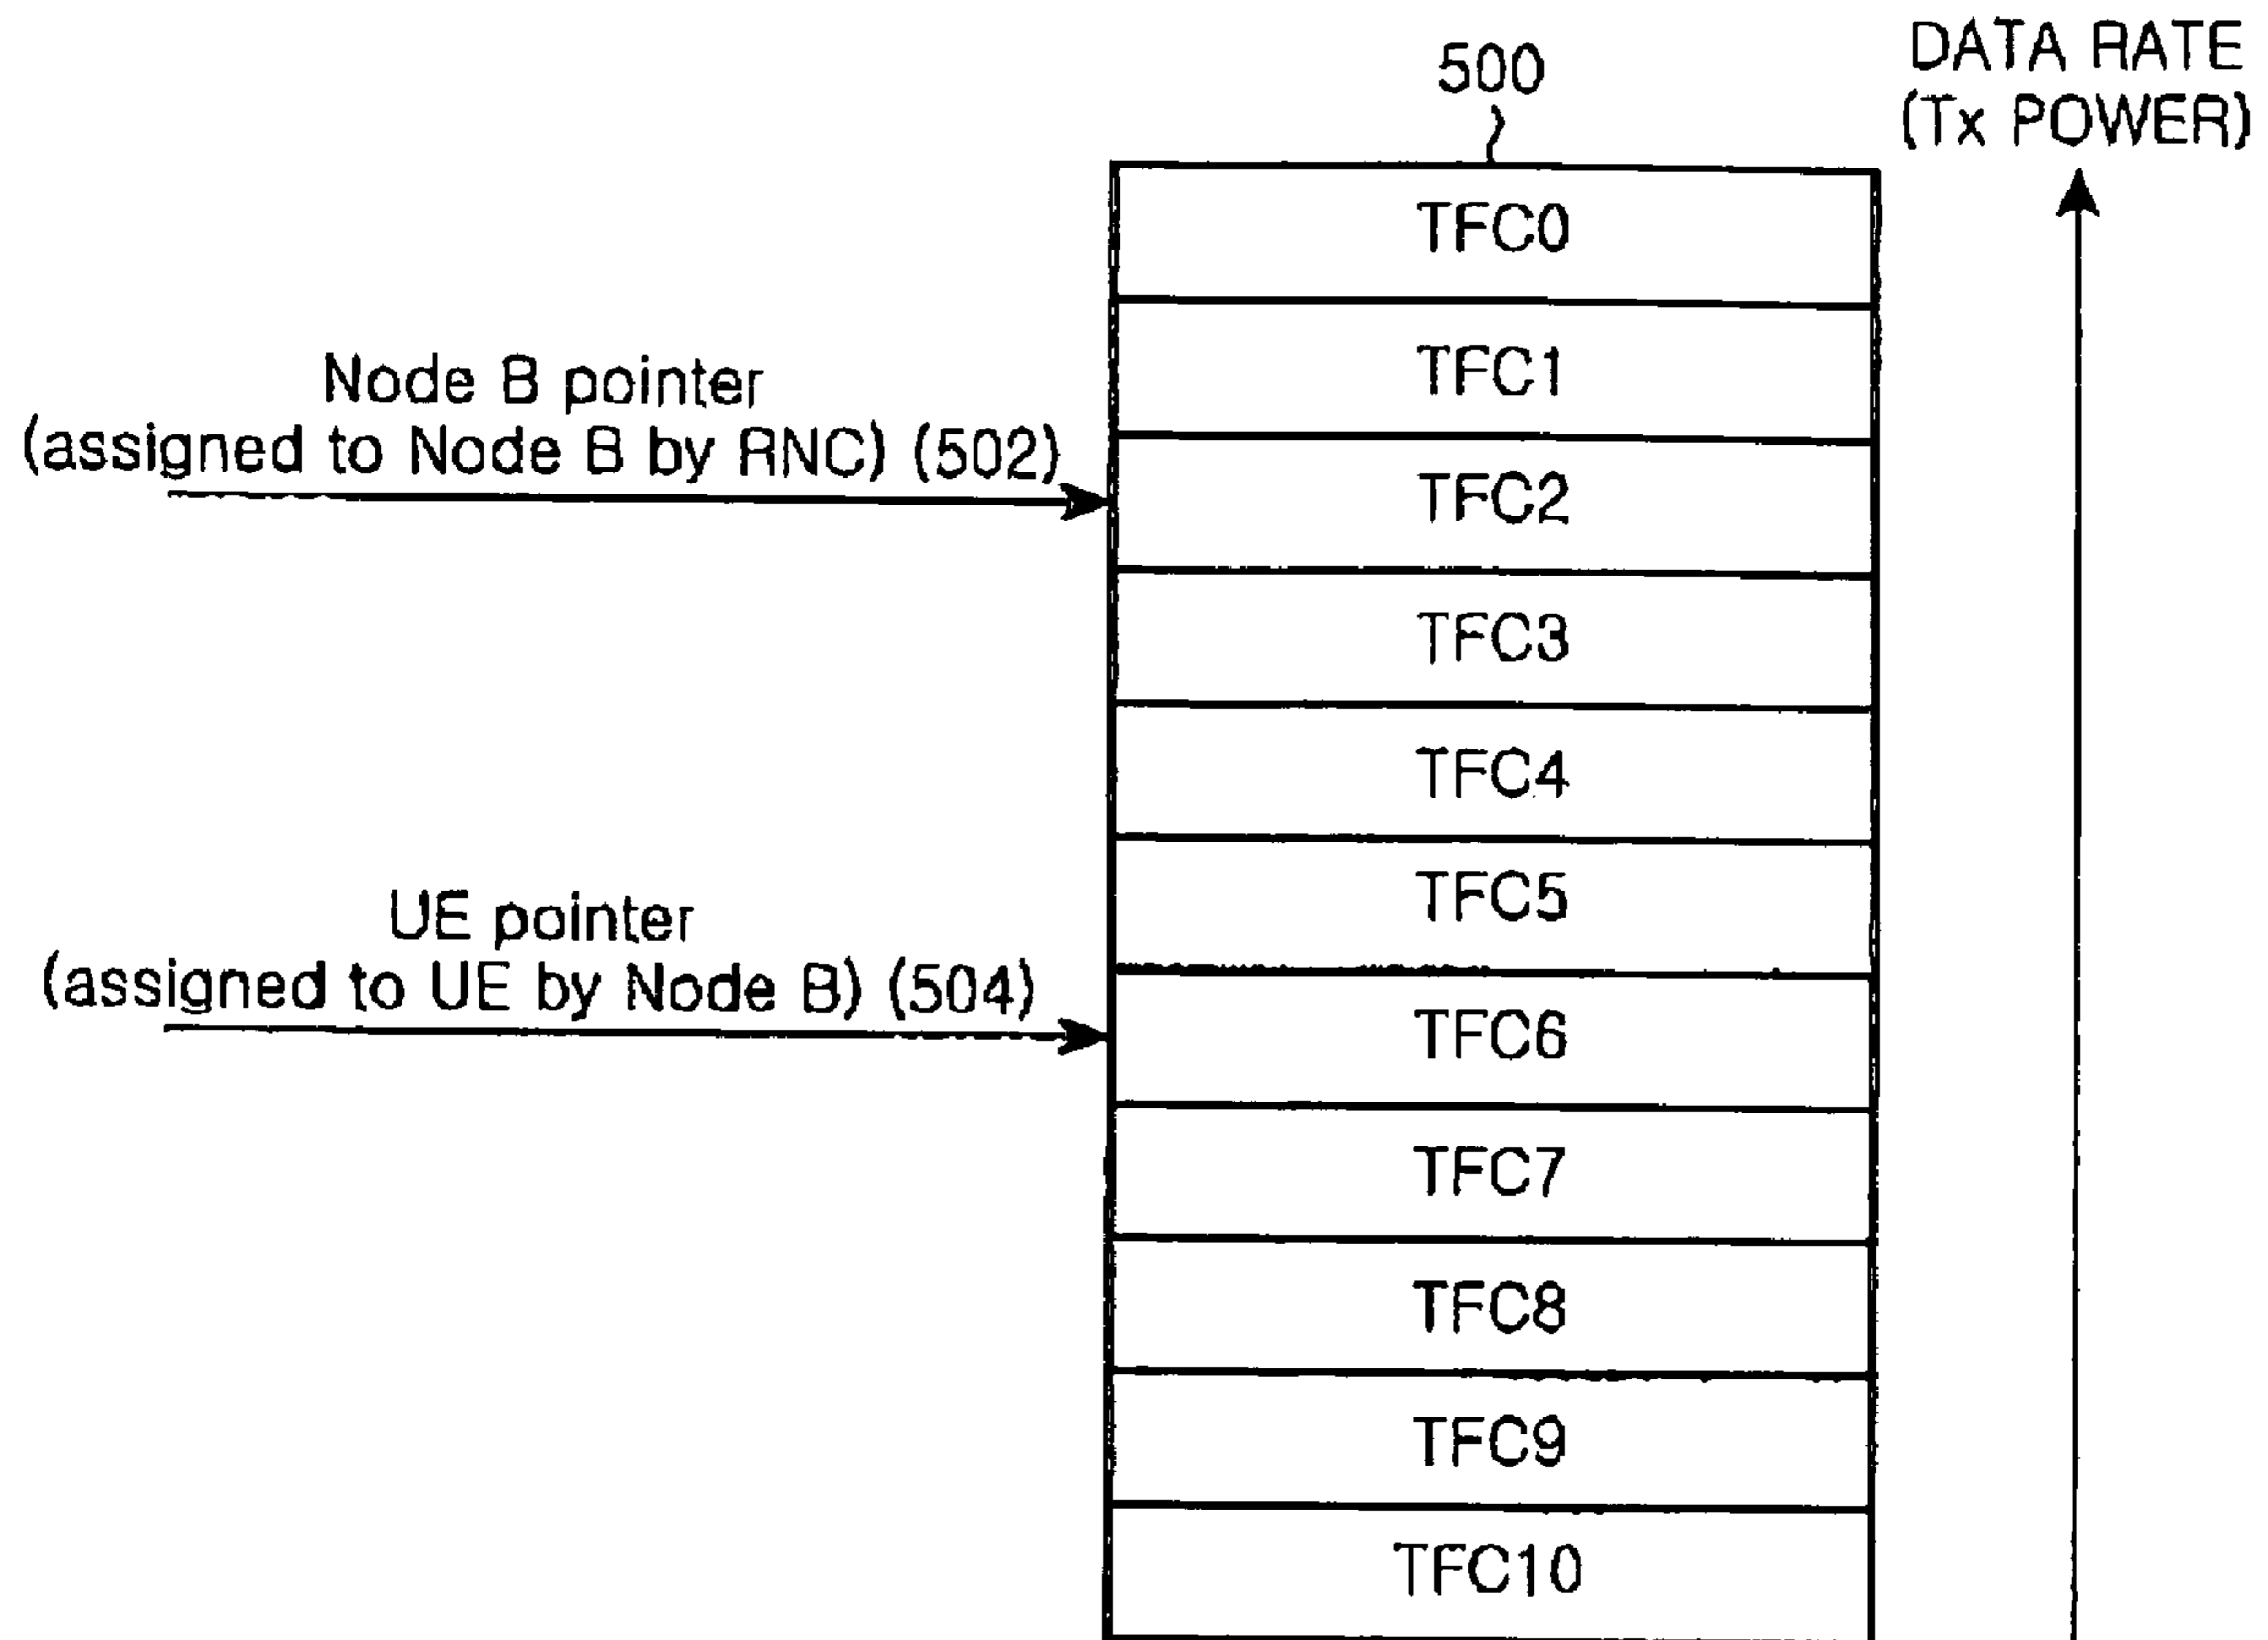 500
DATA RATE
(Tx POWER)
TFC0
TFC1
Node B pointer
(assigned to Node B by RNC) (502)
TFC2
TFC3
TFC4
TFC5
UE pointer
(assigned to UE by Node B) (504)
TFC6
TFC7
TFC8
TFC9
TFC10